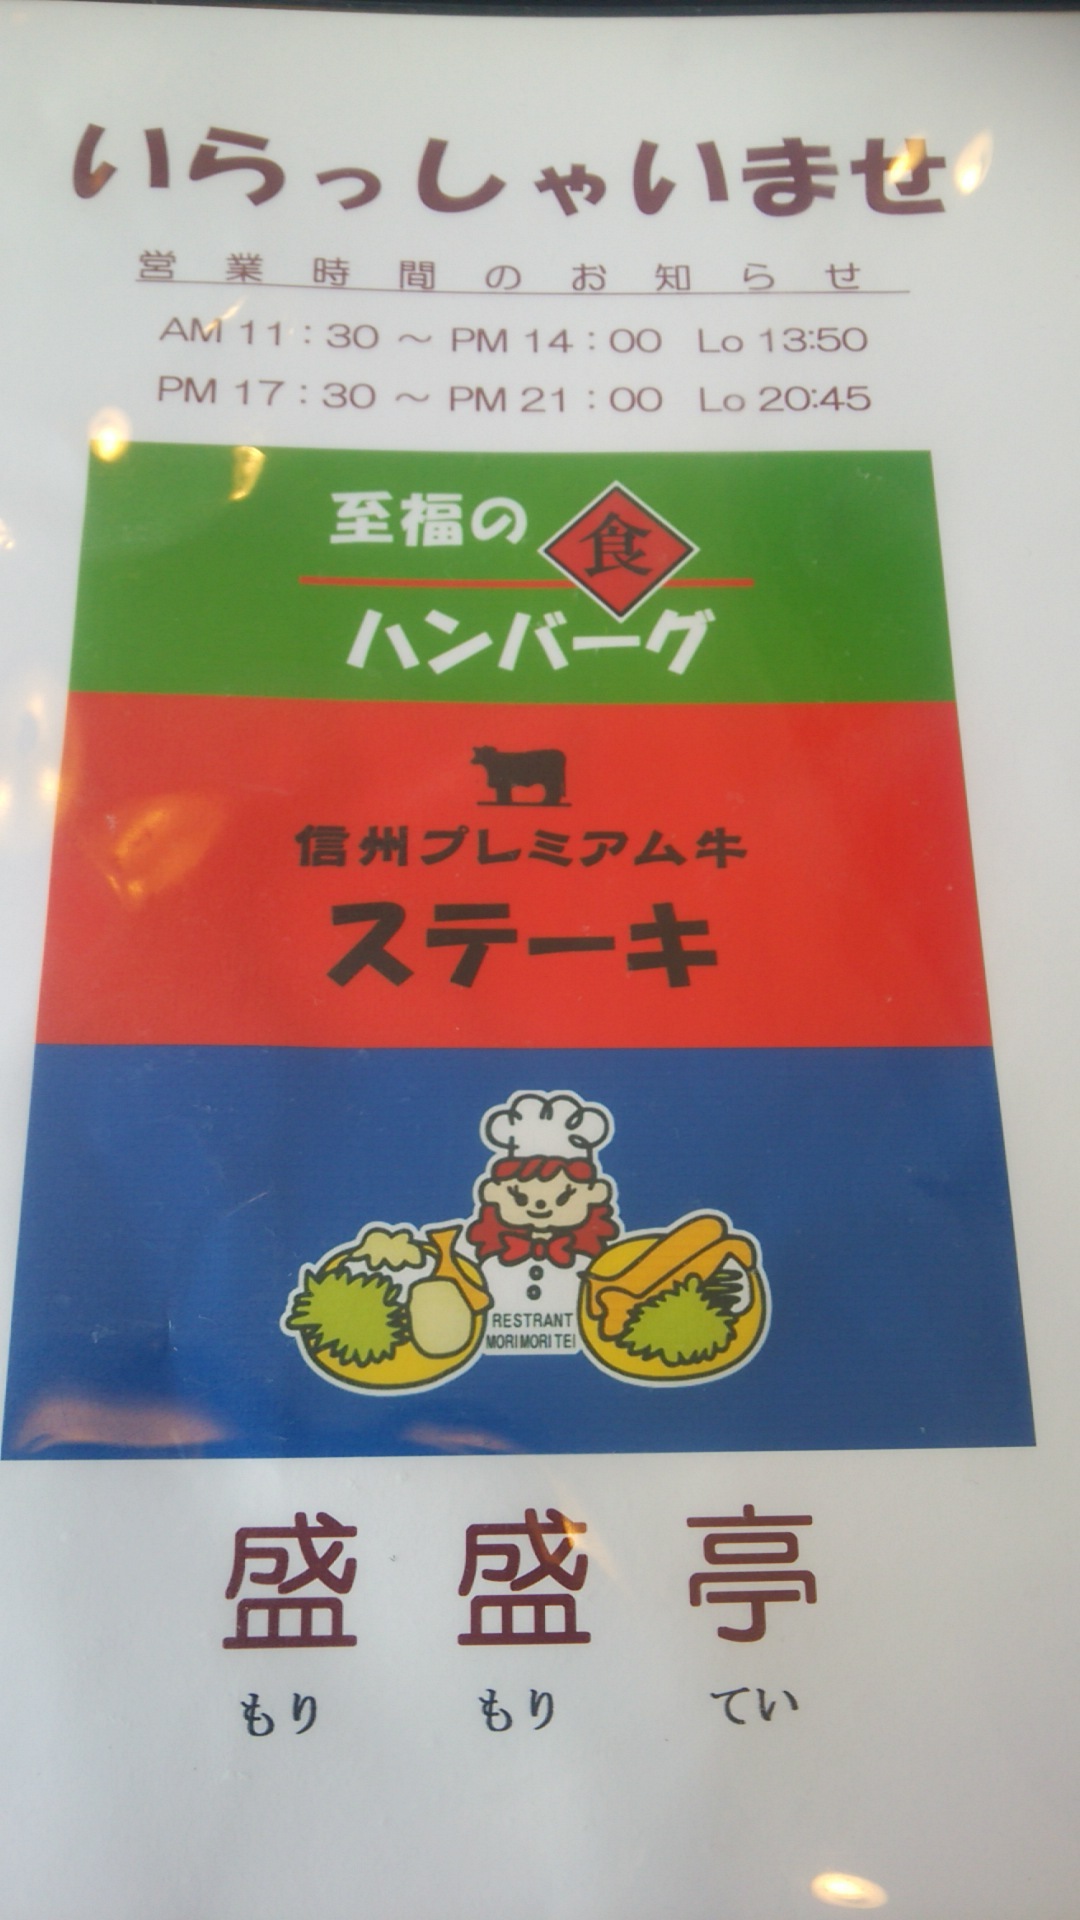 いらっしゃいませ
営業時間のお知らせ
AM 11：30 ～ PM 14：00 Lo 13:50
PM 17：30 ～ PM 21：00 Lo 20:45
至福の 食
ハンバーグ
信州プレミアム牛
ステーキ
RESTRANT
MORI MORI TEI
盛 盛 亭
もり もり てい